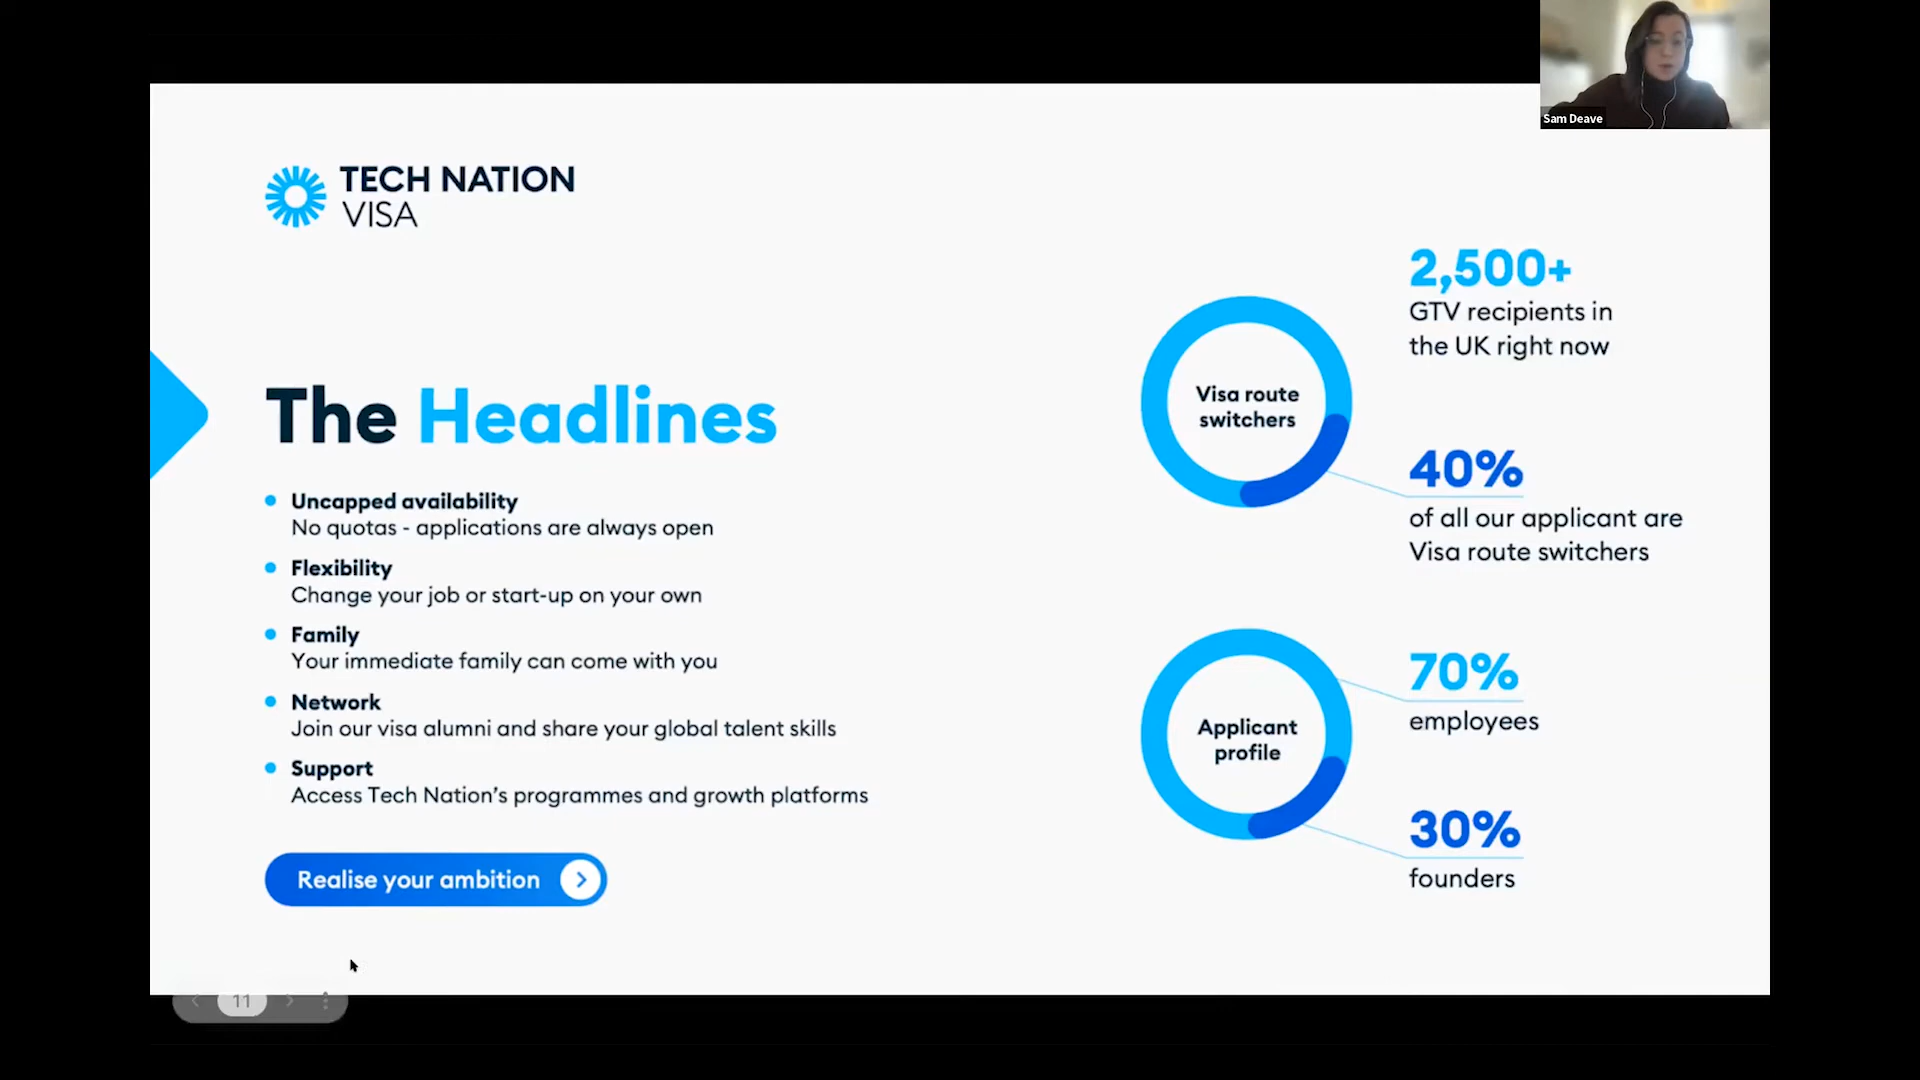 Sam Deave
TECH NATION
VISA
The Headlines
Uncapped availability
No quotas - applications are always open
Flexibility
Change your job or start-up on your own
Family
Your immediate family can come with you
Network
Join our visa alumni and share your global talent skills
Support
Access Tech Nation's programmes and growth platforms
Realise your ambition
Visa route
switchers
2,500+
GTV recipients in
the UK right now
40%
of all our applicant are
Visa route switchers
Applicant
profile
70%
employees
30%
founders
11